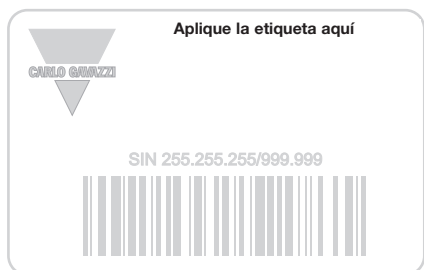 Aplique la etiqueta aquí
CARLO GAVAZZI
SIN 255.255.255/999.999